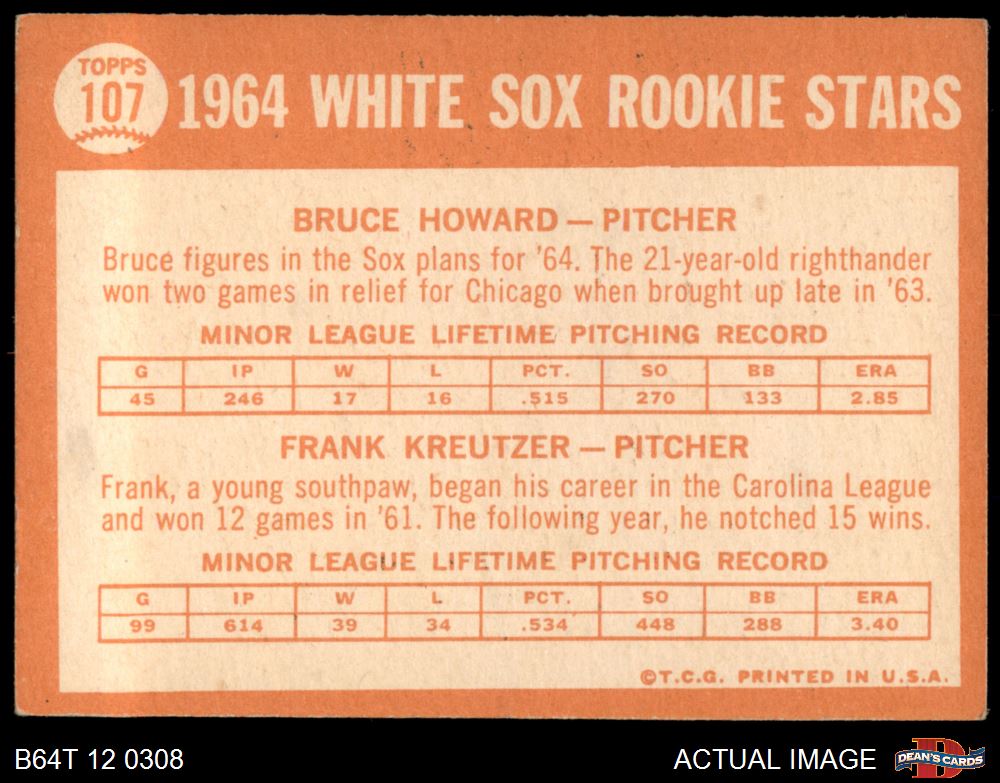 TOPPS
107
1964 WHITE SOX ROOKIE STARS
BRUCE HOWARD — PITCHER
Bruce figures in the Sox plans for '64. The 21-year-old righthander
won two games in relief for Chicago when brought up late in '63.
MINOR LEAGUE LIFETIME PITCHING RECORD
G IP W L PCT. SO BB ERA
45 246 17 16 .515 270 133 2.85
FRANK KREUTZER — PITCHER
Frank, a young southpaw, began his career in the Carolina League
and won 12 games in '61. The following year, he notched 15 wins.
MINOR LEAGUE LIFETIME PITCHING RECORD
G IP W L PCT. SO BB ERA
99 614 39 34 .534 448 288 3.40
©T.C.G. PRINTED IN U.S.A.
B64T 12 0308
ACTUAL IMAGE
D
DEAN'S CARDS